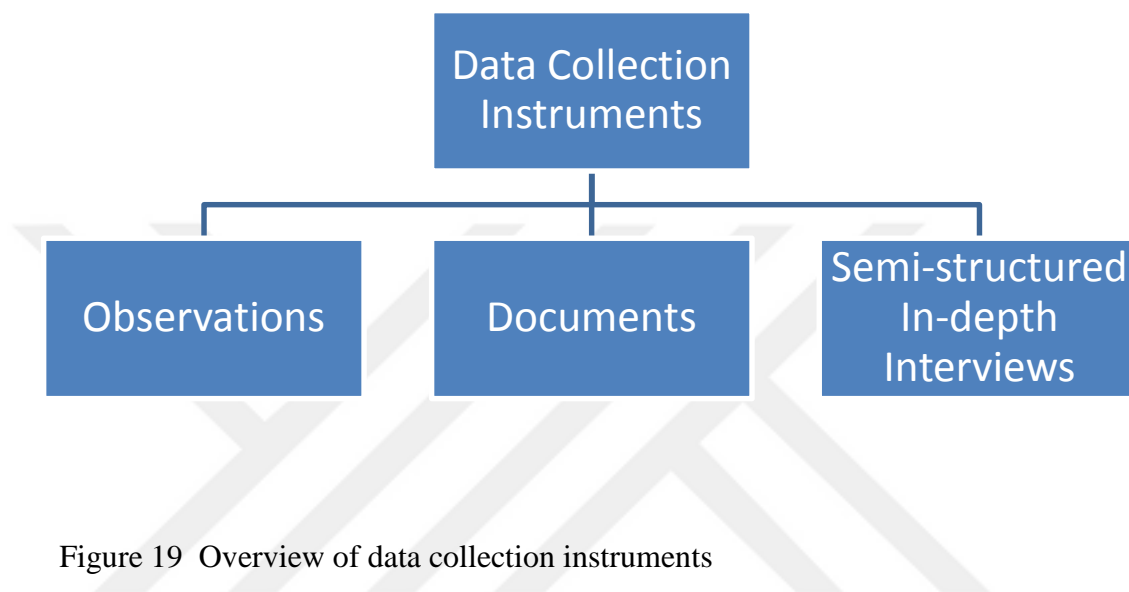 Data Collection
Instruments
Observations
Documents
Semi-structured
In-depth
Interviews
Figure 19  Overview of data collection instruments